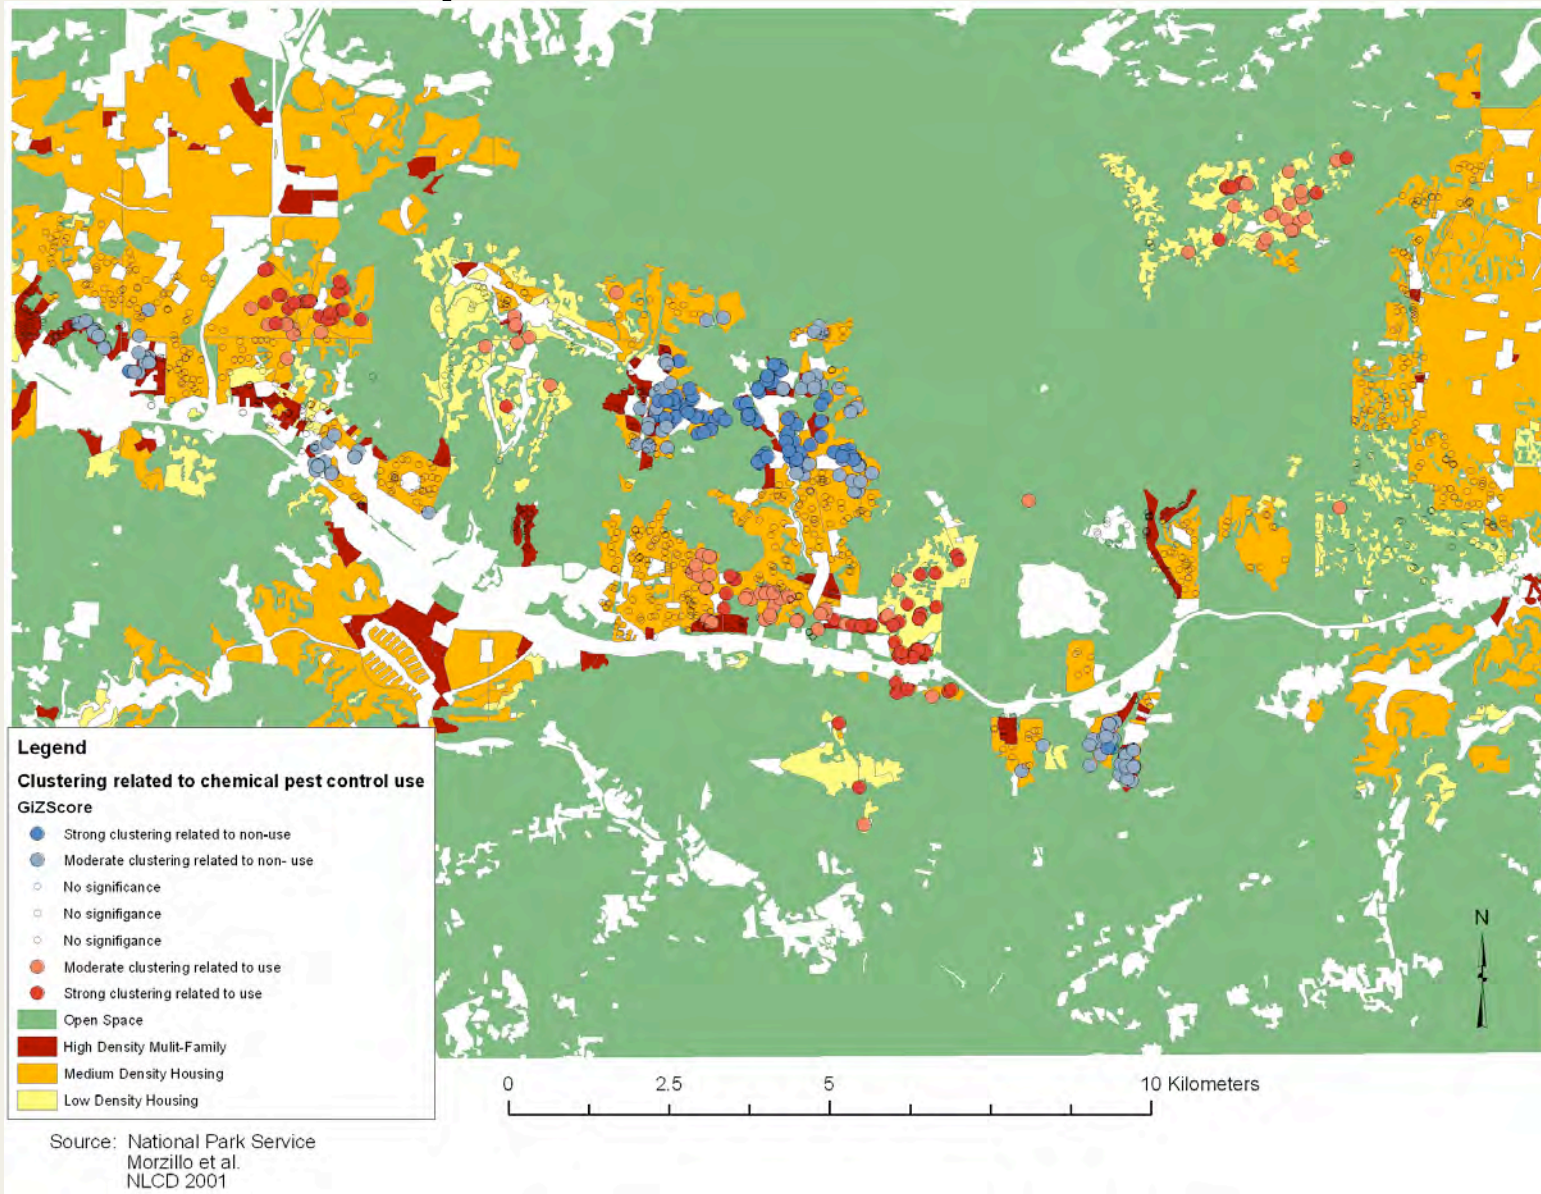 Legend
Clustering related to chemical pest control use
GiZScore
Strong clustering related to non-use
Moderate clustering related to non- use
No significance
No signifigance
No signifigance
Moderate clustering related to use
Strong clustering related to use
Open Space
High Density Mulit-Family
Medium Density Housing
Low Density Housing
N
0 2.5 5 10 Kilometers
Source: National Park Service
Morzillo et al.
NLCD 2001